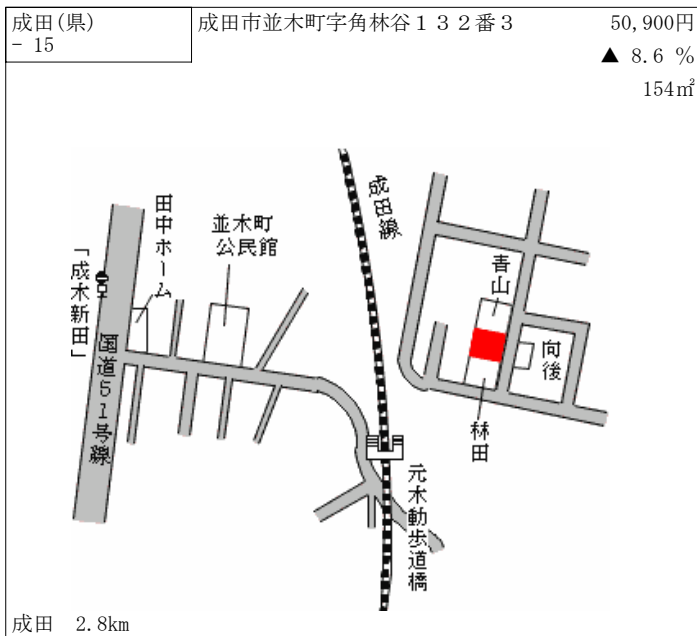 成田(県)
- 15
成田市並木町字角林谷１３２番3
50,900円
▲ 8.6 %
154㎡
成田線
田中ホーム
並木町
公民館
「成木新田」
国道51号線
青山
向後
林田
元木動歩道橋
成田 2.8km